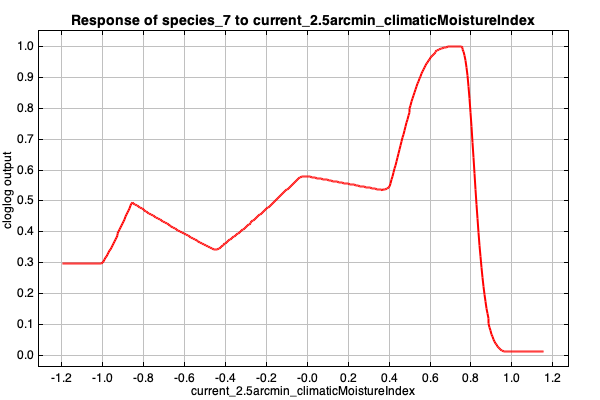 Response of species_7 to current_2.5arcmin_climaticMoistureIndex
1.0
0.9
0.8
0.7
0.6
0.5
0.4
0.3
0.2
0.1
0.0
cloglog output
-1.2 -1.0 -0.8 -0.6 -0.4 -0.2 -0.0 0.2 0.4 0.6 0.8 1.0 1.2
current_2.5arcmin_climaticMoistureIndex